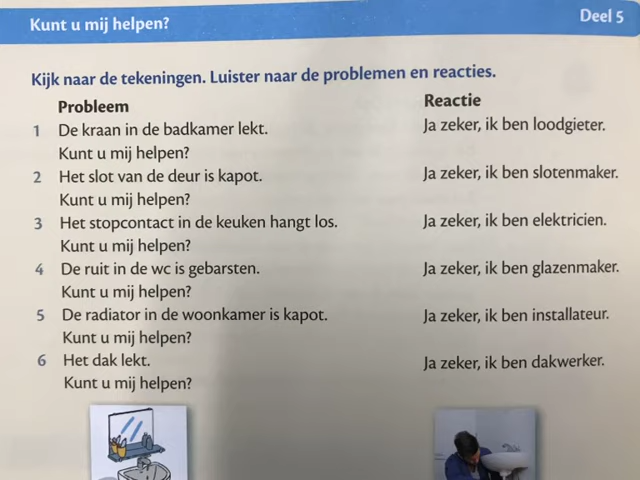 Kunt u mij helpen?
Deel 5
Kijk naar de tekeningen. Luister naar de problemen en reacties.
Probleem
Reactie
1 De kraan in de badkamer lekt. Ja zeker, ik ben loodgieter.
Kunt u mij helpen?
2 Het slot van de deur is kapot. Ja zeker, ik ben slotenmaker.
Kunt u mij helpen?
3 Het stopcontact in de keuken hangt los. Ja zeker, ik ben elektricien.
Kunt u mij helpen?
4 De ruit in de wc is gebarsten. Ja zeker, ik ben glazenmaker.
Kunt u mij helpen?
5 De radiator in de woonkamer is kapot. Ja zeker, ik ben installateur.
Kunt u mij helpen?
6 Het dak lekt. Ja zeker, ik ben dakwerker.
Kunt u mij helpen?